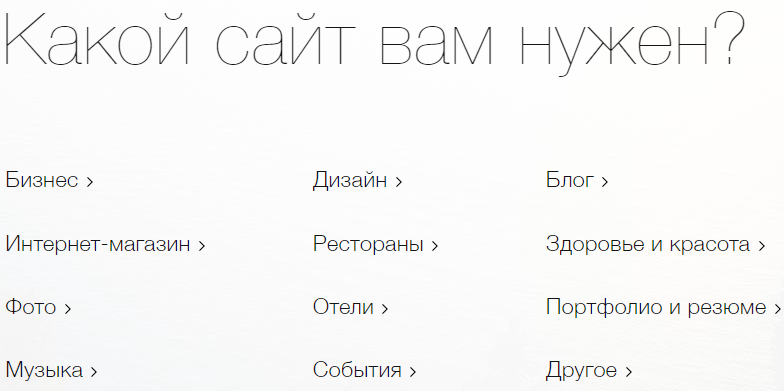 Какой сайт вам нужен?
Бизнес › Дизайн › Блог ›
Интернет-магазин › Рестораны › Здоровье и красота ›
Фото › Отели › Портфолио и резюме ›
Музыка › События › Другое ›